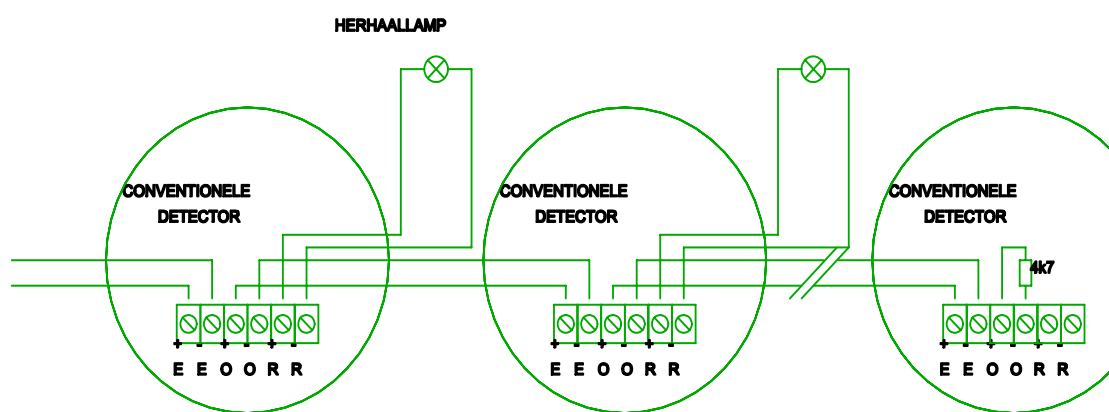 HERHAALLAMP
CONVENTIONELE
DETECTOR
CONVENTIONELE
DETECTOR
CONVENTIONELE
DETECTOR
4k7
+ - + - + -
E E O O R R
+ - + - + -
E E O O R R
+ - + - + -
E E O O R R